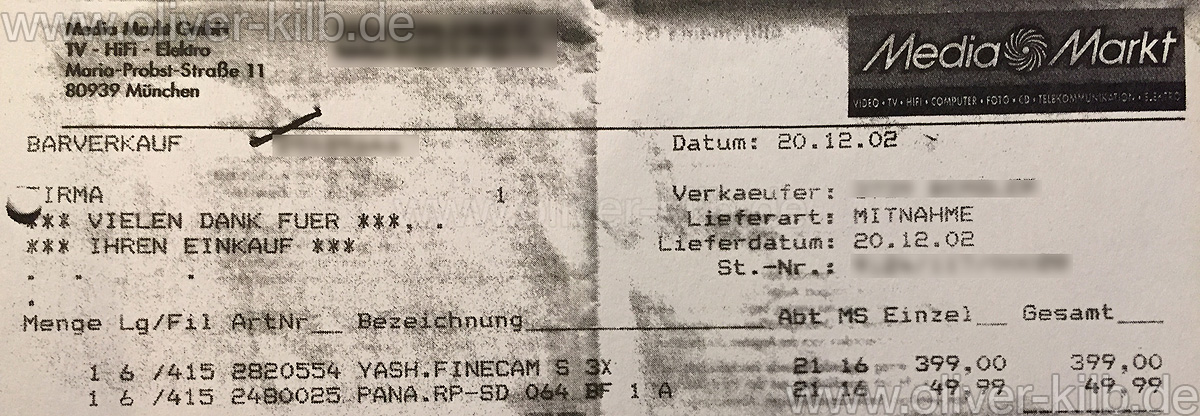 www.oliver-kilb.de
Media Markt GmbH
TV - HiFi - Elektro
Maria-Probst-Straße 11
80939 München
Media Markt
VIDEO • TV • HIFI • COMPUTER • FOTO • CD • TELEKOMMUNIKATION • ELEKTRO
BARVERKAUF
Datum: 20.12.02
FIRMA 1
Verkaeufer:
*** VIELEN DANK FUER ***, .
Lieferart: MITNAHME
*** IHREN EINKAUF ***
Lieferdatum: 20.12.02
St.-Nr.:
Menge Lg/Fil ArtNr__ Bezeichnung Abt MS Einzel__ Gesamt___
1 6 /415 2820554 YASH.FINECAM S 3X 21 16 399,00 399,00
1 6 /415 2480025 PANA.RP-SD 064 BF 1 A 21 16 49,99 49,99
www.oliver-kilb.de